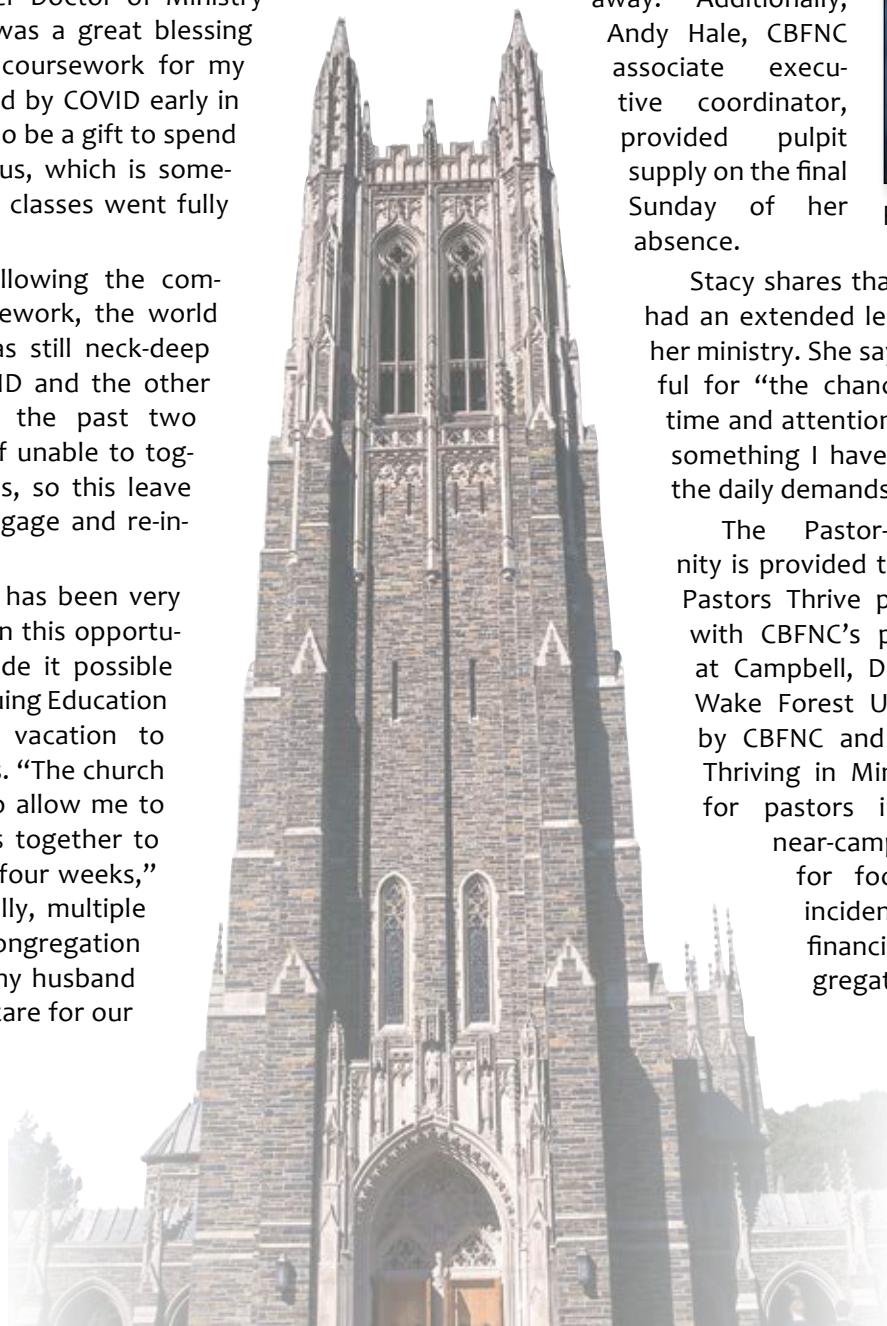 er Doctor of Ministry
was a great blessing
coursework for my
d by COVID early in
o be a gift to spend
us, which is some-
classes went fully
llowing the com-
ework, the world
as still neck-deep
ID and the other
the past two
f unable to tog-
s, so this leave
gage and re-in-
has been very
n this opportu-
de it possible
uing Education
vacation to
s. “The church
o allow me to
s together to
four weeks,”
lly, multiple
ongregation
my husband
care for our
away. Additionally,
Andy Hale, CBFNC
associate execu-
tive coordinator,
provided pulpit
supply on the final
Sunday of her
absence.
Stacy shares tha
had an extended le
her ministry. She say
ful for “the chanc
time and attention
something I have
the daily demands
The Pastor-
nity is provided t
Pastors Thrive p
with CBFNC’s p
at Campbell, D
Wake Forest U
by CBFNC and
Thriving in Min
for pastors i
near-camp
for foc
inciden
financi
gregat